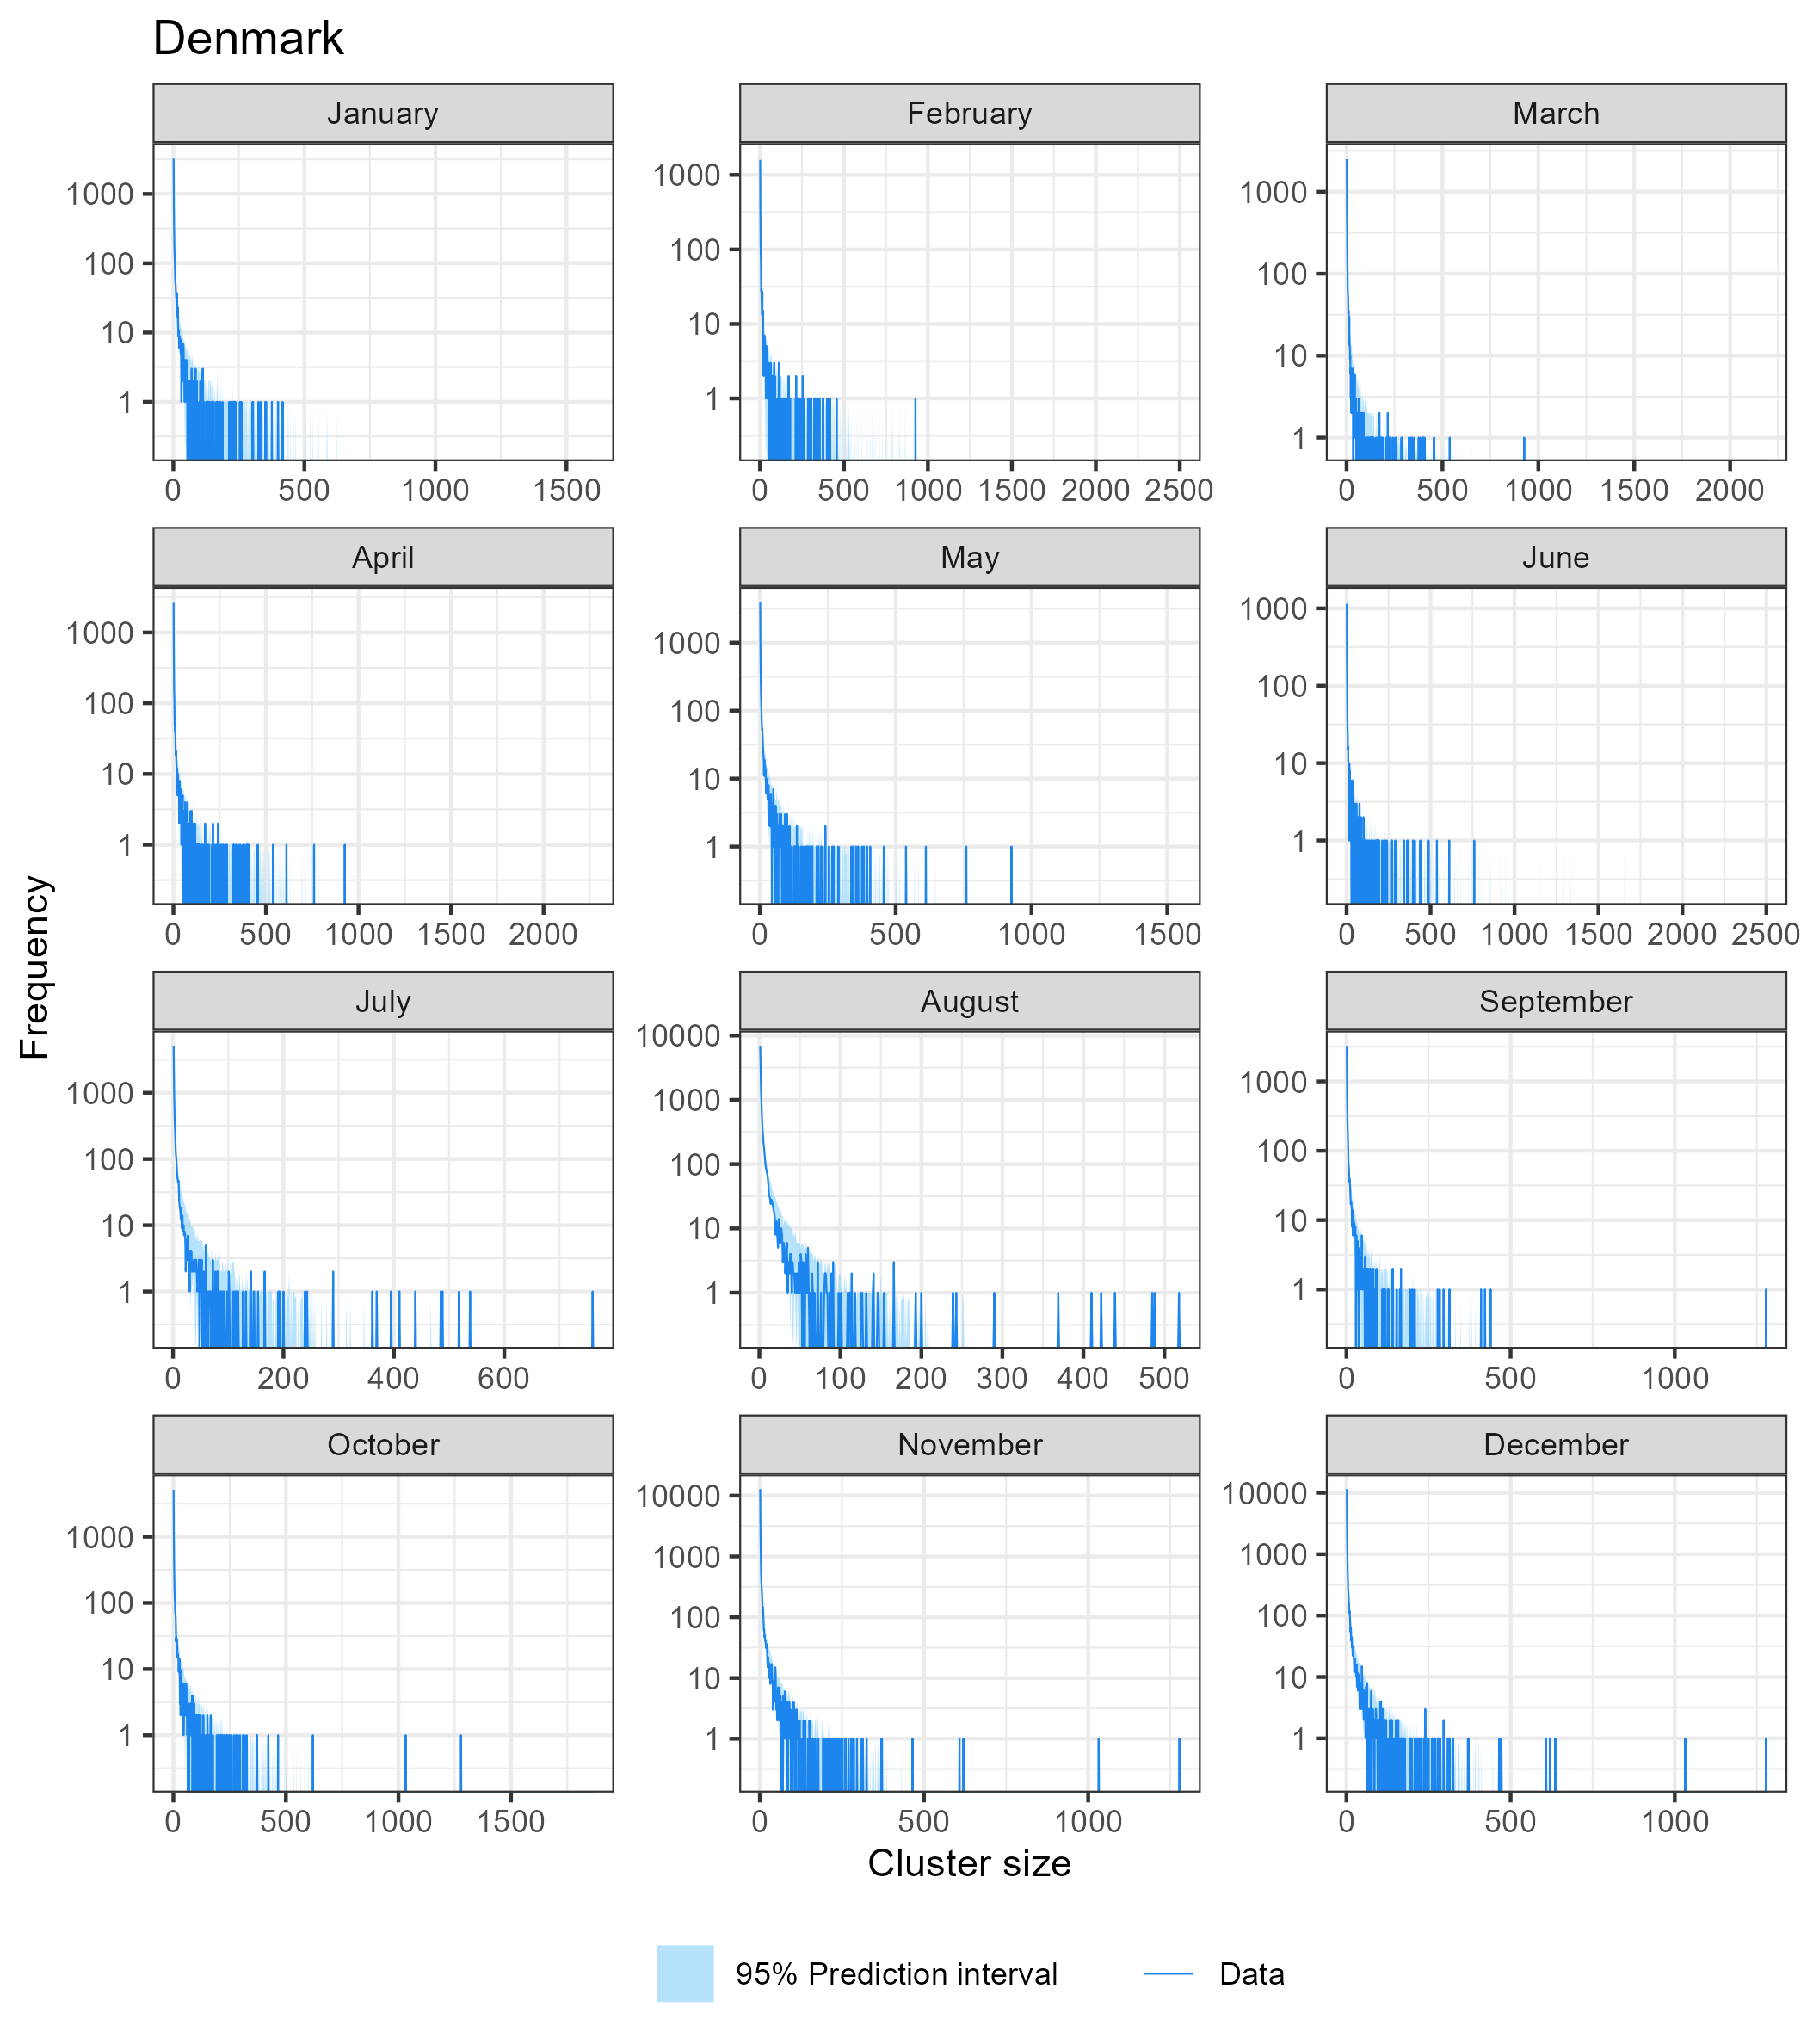 Denmark
January February March
1000 1000 1000
100 100 100
10 10 10
1 1 1
0 500 1000 1500 0 500 1000 1500 2000 2500 0 500 1000 1500 2000
April May June
1000 1000 1000
100 100 100
10 10 10
1 1 1
0 500 1000 1500 2000 0 500 1000 1500 0 500 1000 1500 2000 2500
Frequency
July August September
10000
1000 1000 1000
100 100 100
10 10 10
1 1 1
0 200 400 600 0 100 200 300 400 500 0 500 1000
October November December
10000 10000
1000 1000 1000
100 100 100
10 10 10
1 1 1
0 500 1000 1500 0 500 1000 0 500 1000
Cluster size
95% Prediction interval Data